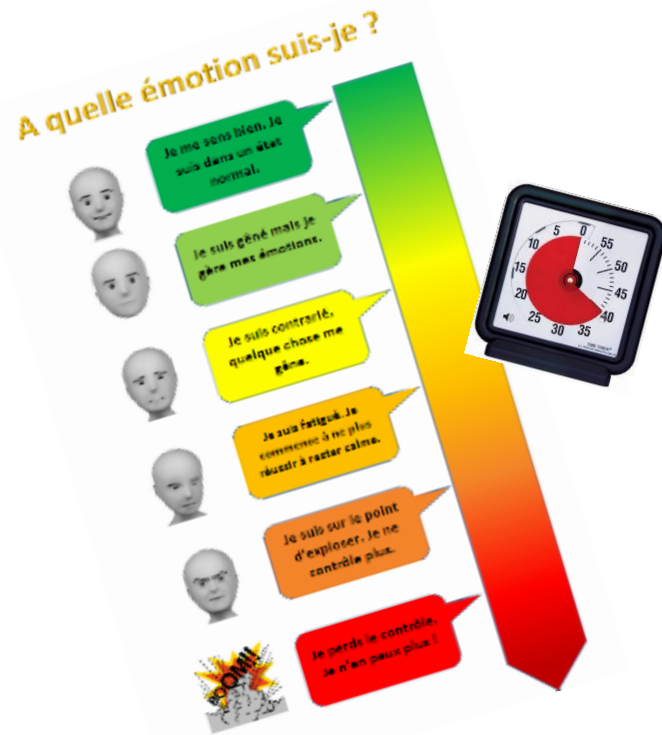 A quelle émotion suis-je ?
Je me sens bien. Je
suis dans un état
normal.
Je suis gêné mais je
gère mes émotions.
Je suis contrarié,
quelque chose me
gêne.
Je suis fatigué. Je
commence à ne plus
réussir à rester calme.
Je suis sur le point
d'exploser. Je ne
contrôle plus.
Je perds le contrôle.
Je n'en peux plus !
BOOM!!
0
5
10
15
20
25
30
35
40
45
50
55
TIME TIMER